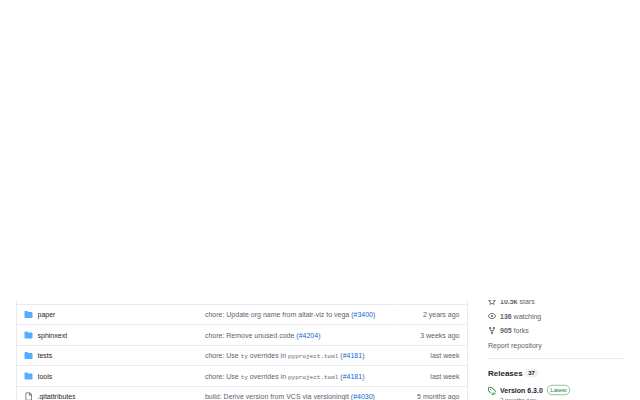 10.3k stars
paper chore: Update org name from altair-viz to vega (#3400) 2 years ago
136 watching
905 forks
sphinxext chore: Remove unused code (#4204) 3 weeks ago
Report repository
tests chore: Use ty overrides in pyproject.toml (#4181) last week
Releases 37
tools chore: Use ty overrides in pyproject.toml (#4181) last week
Version 6.3.0 Latest
.gitattributes build: Derive version from VCS via versioningit (#4030) 5 months ago